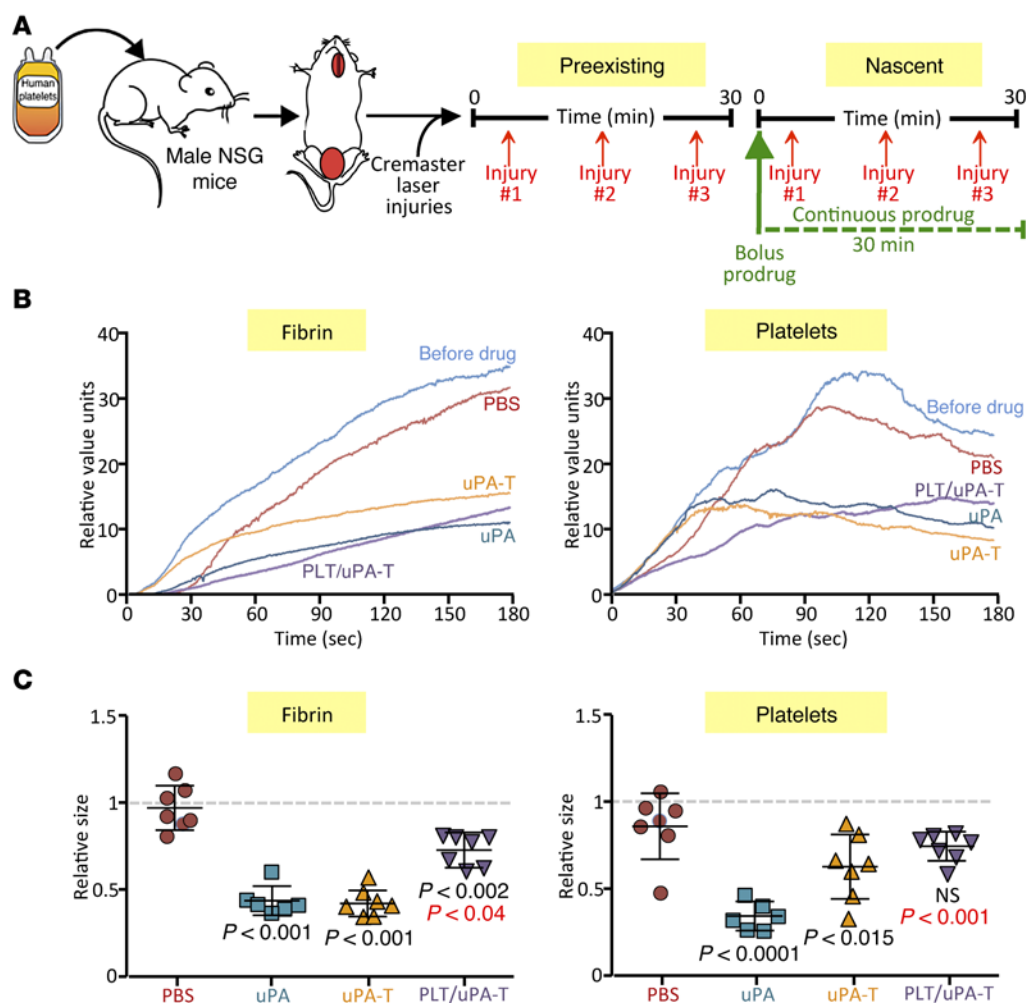 A
Human
platelets
Male NSG
mice
Cremaster
laser
injuries
Preexisting
0
30
Time (min)
Injury
#1
Injury
#2
Injury
#3
Nascent
0
30
Time (min)
Injury
#1
Injury
#2
Injury
#3
Continuous prodrug
30 min
Bolus
prodrug
B
Fibrin
Relative value units
40
30
20
10
0
Before drug
PBS
uPA-T
uPA
PLT/uPA-T
0 30 60 90 120 150 180
Time (sec)
Platelets
Relative value units
40
30
20
10
0
Before drug
PBS
PLT/uPA-T
uPA
uPA-T
0 30 60 90 120 150 180
Time (sec)
C
Fibrin
Relative size
1.5
1
0.5
0
P < 0.001
P < 0.001
P < 0.002
P < 0.04
PBS uPA uPA-T PLT/uPA-T
Platelets
Relative size
1.5
1
0.5
0
P < 0.0001
P < 0.015
NS
P < 0.001
PBS uPA uPA-T PLT/uPA-T